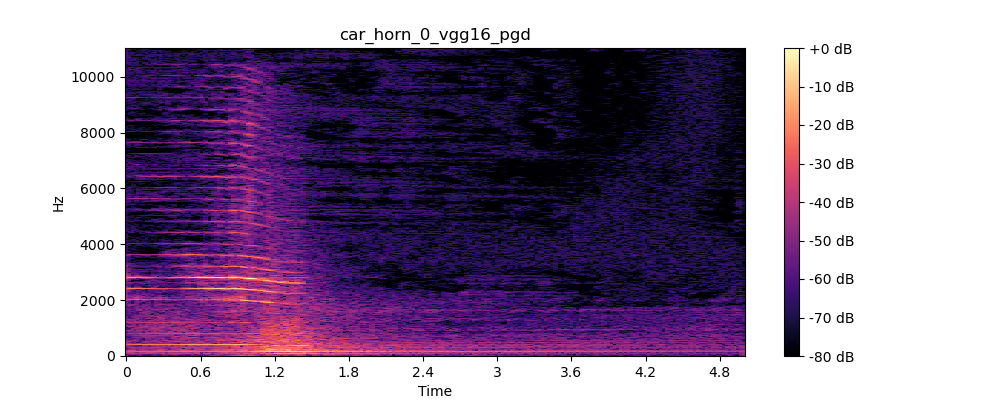 car_horn_0_vgg16_pgd
Hz
10000
8000
6000
4000
2000
0
0 0.6 1.2 1.8 2.4 3 3.6 4.2 4.8
Time
+0 dB
-10 dB
-20 dB
-30 dB
-40 dB
-50 dB
-60 dB
-70 dB
-80 dB